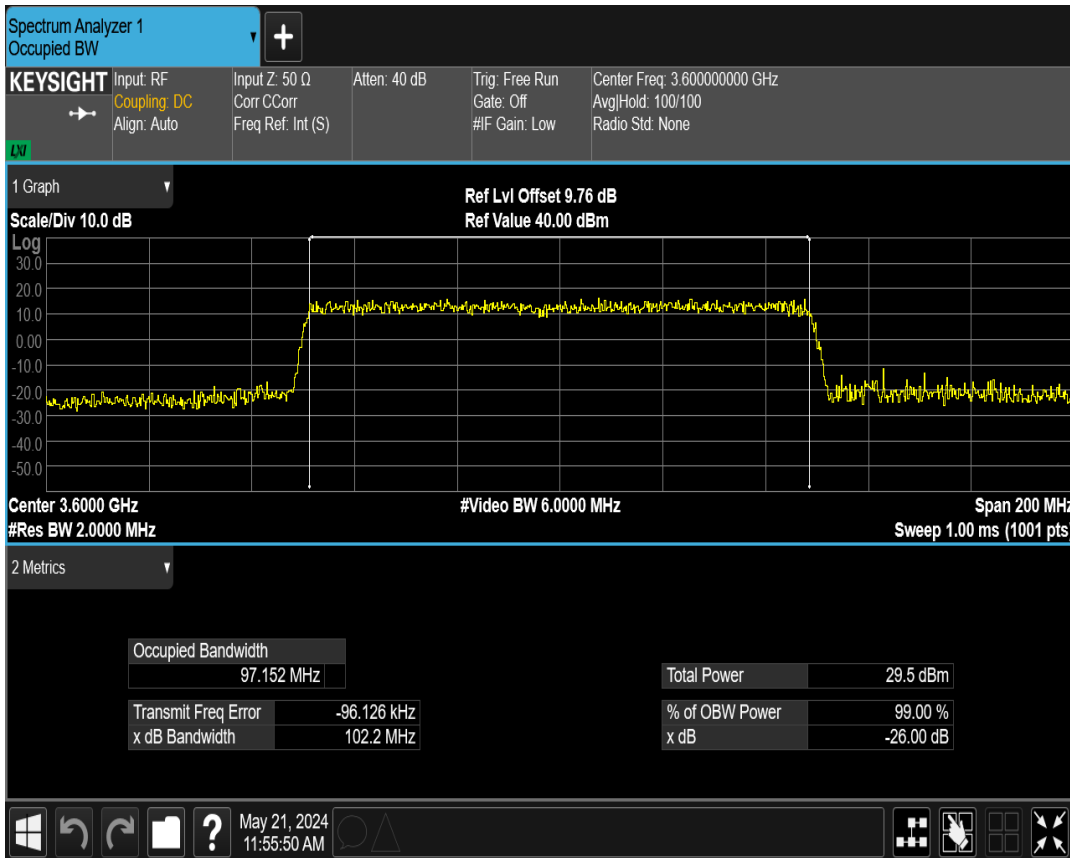 Spectrum Analyzer 1
Occupied BW
+
KEYSIGHT
LXI
Input: RF
Coupling: DC
Align: Auto
Input Z: 50 Ω
Corr CCorr
Freq Ref: Int (S)
Atten: 40 dB
Trig: Free Run
Gate: Off
#IF Gain: Low
Center Freq: 3.600000000 GHz
Avg|Hold: 100/100
Radio Std: None
1 Graph
Ref Lvl Offset 9.76 dB
Scale/Div 10.0 dB
Ref Value 40.00 dBm
Log
30.0
20.0
10.0
0.00
-10.0
-20.0
-30.0
-40.0
-50.0
Center 3.6000 GHz
#Video BW 6.0000 MHz
Span 200 MHz
#Res BW 2.0000 MHz
Sweep 1.00 ms (1001 pts)
2 Metrics
Occupied Bandwidth
97.152 MHz
Total Power 29.5 dBm
Transmit Freq Error -96.126 kHz
% of OBW Power 99.00 %
x dB Bandwidth 102.2 MHz
x dB -26.00 dB
?
May 21, 2024
11:55:50 AM